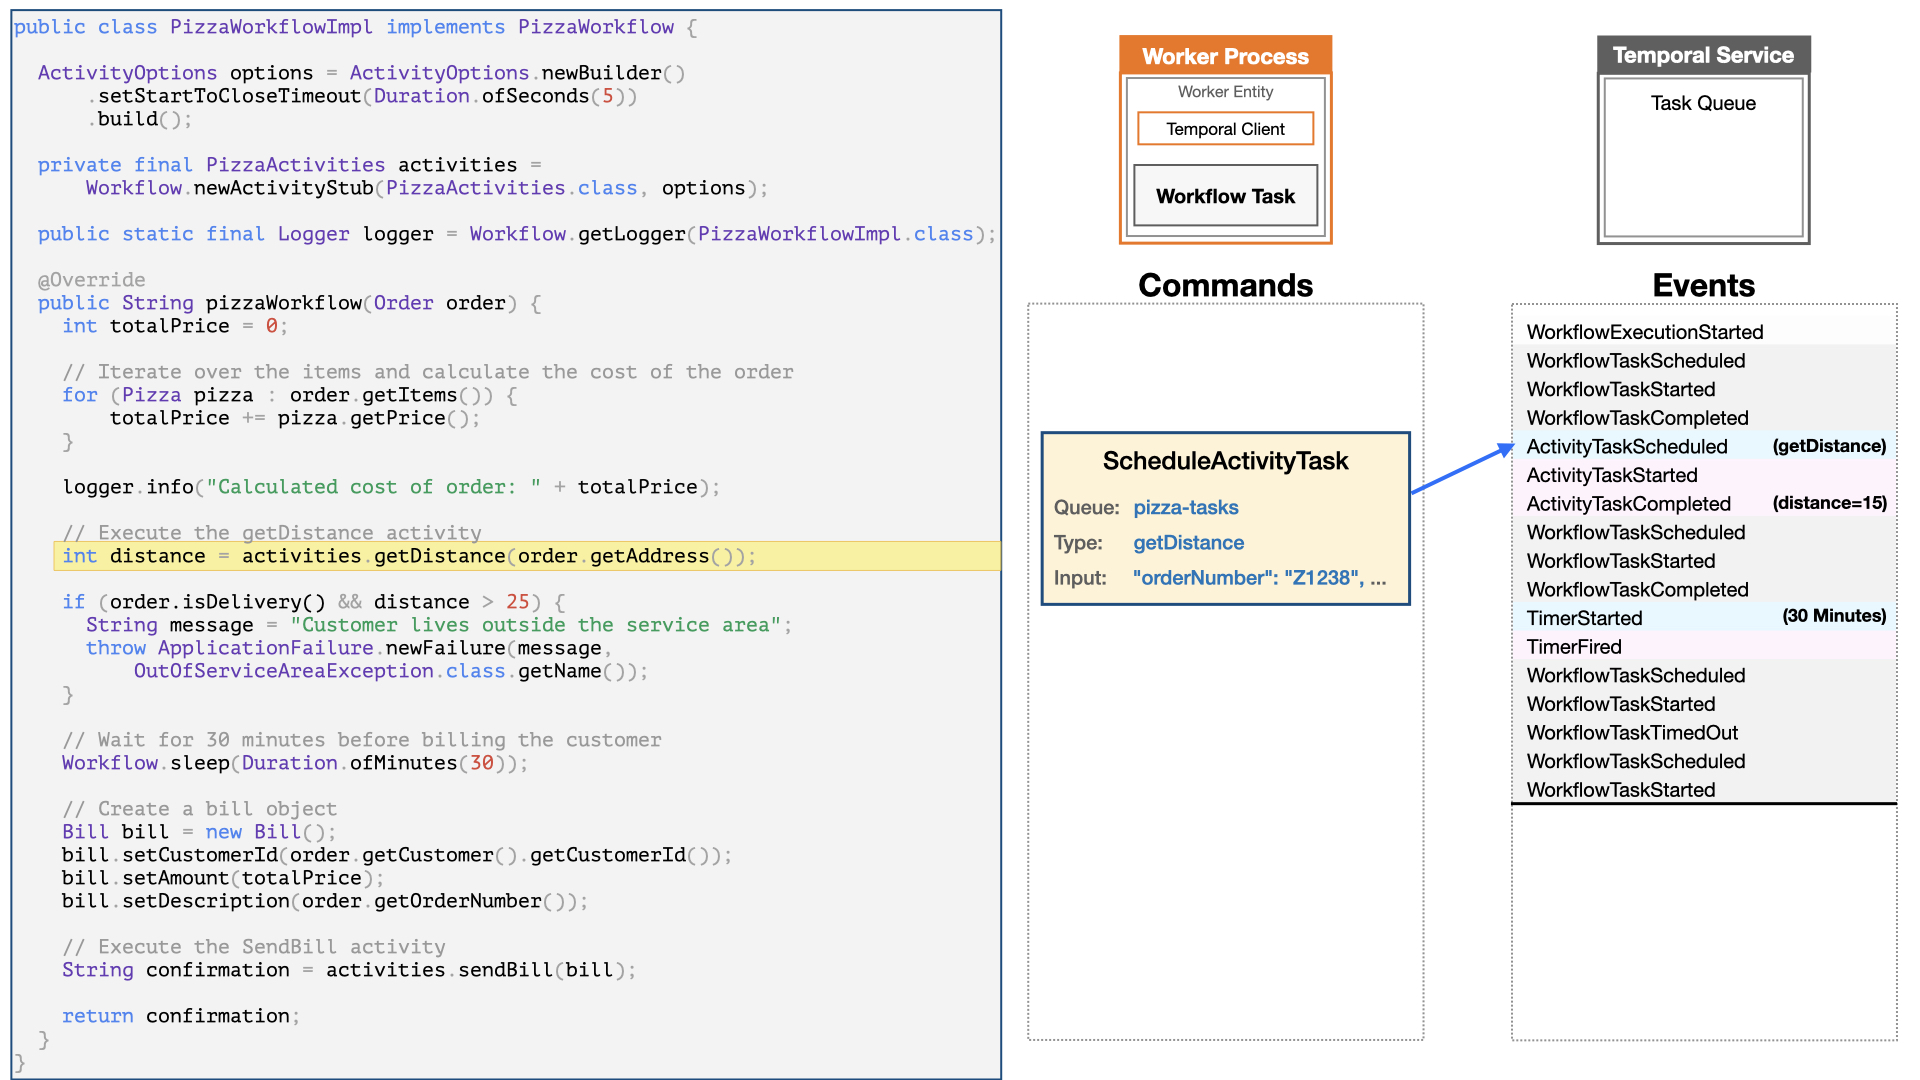 public class PizzaWorkflowImpl implements PizzaWorkflow {
ActivityOptions options = ActivityOptions.newBuilder()
.setStartToCloseTimeout(Duration.ofSeconds(5))
.build();
private final PizzaActivities activities =
Workflow.newActivityStub(PizzaActivities.class, options);
public static final Logger logger = Workflow.getLogger(PizzaWorkflowImpl.class);
@Override
public String pizzaWorkflow(Order order) {
int totalPrice = 0;
// Iterate over the items and calculate the cost of the order
for (Pizza pizza : order.getItems()) {
totalPrice += pizza.getPrice();
}
logger.info("Calculated cost of order: " + totalPrice);
// Execute the getDistance activity
int distance = activities.getDistance(order.getAddress());
if (order.isDelivery() && distance > 25) {
String message = "Customer lives outside the service area";
throw ApplicationFailure.newFailure(message,
OutOfServiceAreaException.class.getName());
}
// Wait for 30 minutes before billing the customer
Workflow.sleep(Duration.ofMinutes(30));
// Create a bill object
Bill bill = new Bill();
bill.setCustomerId(order.getCustomer().getCustomerId());
bill.setAmount(totalPrice);
bill.setDescription(order.getOrderNumber());
// Execute the SendBill activity
String confirmation = activities.sendBill(bill);
return confirmation;
}
}
Worker Process
Worker Entity
Temporal Client
Workflow Task
Commands
ScheduleActivityTask
Queue: pizza-tasks
Type: getDistance
Input: "orderNumber": "Z1238", ...
Temporal Service
Task Queue
Events
WorkflowExecutionStarted
WorkflowTaskScheduled
WorkflowTaskStarted
WorkflowTaskCompleted
ActivityTaskScheduled (getDistance)
ActivityTaskStarted
ActivityTaskCompleted (distance=15)
WorkflowTaskScheduled
WorkflowTaskStarted
WorkflowTaskCompleted
TimerStarted (30 Minutes)
TimerFired
WorkflowTaskScheduled
WorkflowTaskStarted
WorkflowTaskTimedOut
WorkflowTaskScheduled
WorkflowTaskStarted